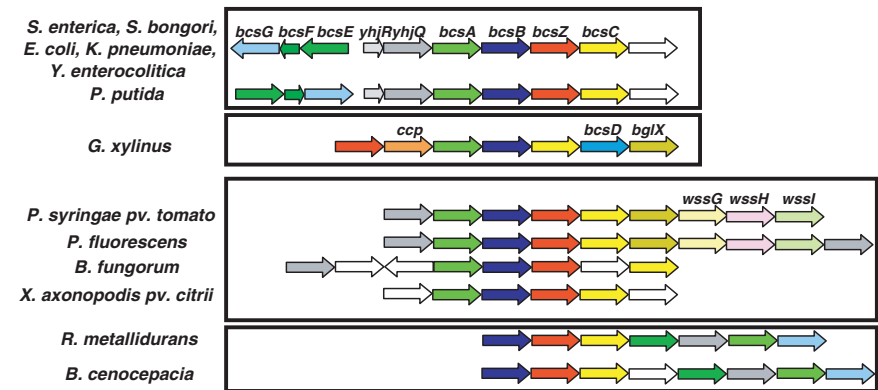 S. enterica, S. bongori,
E. coli, K. pneumoniae,
Y. enterocolitica
bcsG bcsF bcsE yhjR yhjQ bcsA bcsB bcsZ bcsC
P. putida
G. xylinus
ccp bcsD bglX
P. syringae pv. tomato
wssG wssH wssI
P. fluorescens
B. fungorum
X. axonopodis pv. citrii
R. metallidurans
B. cenocepacia